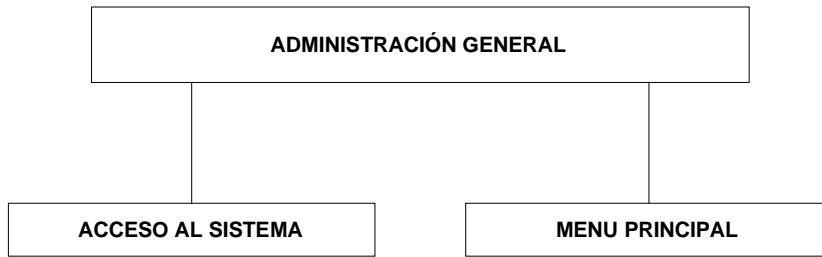 ADMINISTRACIÓN GENERAL
ACCESO AL SISTEMA
MENU PRINCIPAL